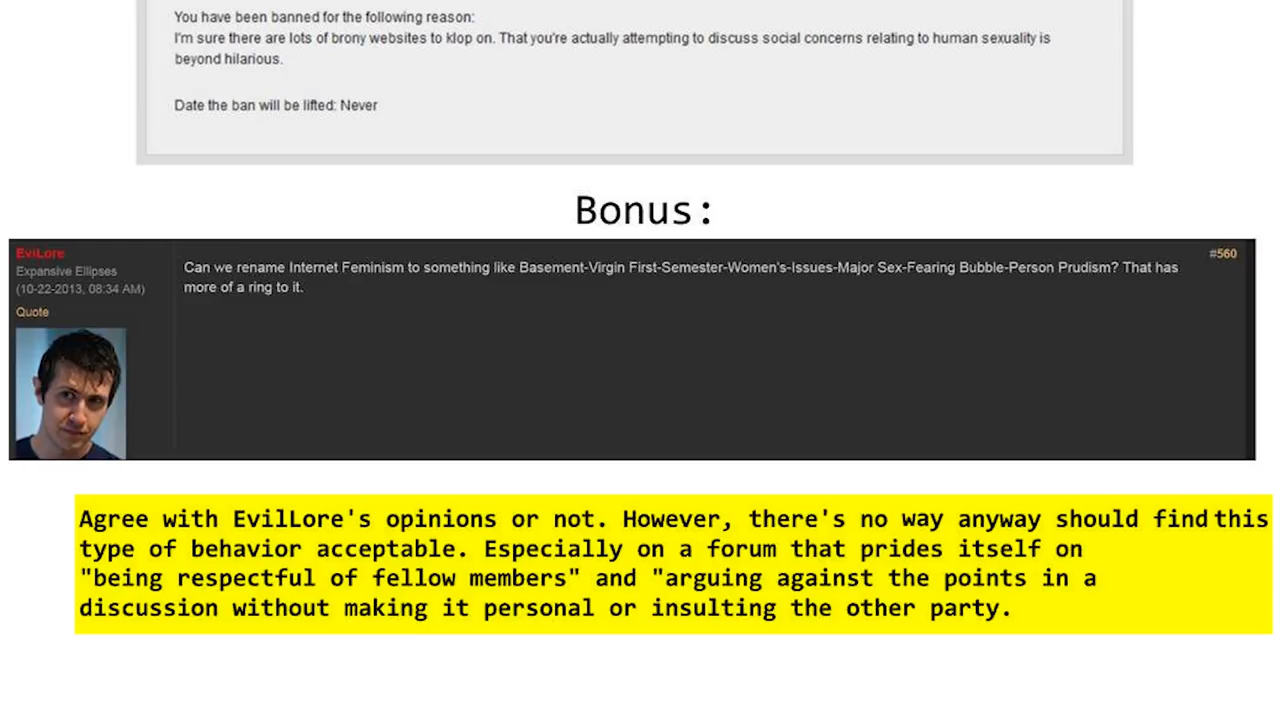 You have been banned for the following reason:
I'm sure there are lots of brony websites to klop on. That you're actually attempting to discuss social concerns relating to human sexuality is
beyond hilarious.
Date the ban will be lifted: Never
Bonus:
EviLore
Expansive Ellipses
(10-22-2013, 08:34 AM)
Quote
#560
Can we rename Internet Feminism to something like Basement-Virgin First-Semester-Women's-Issues-Major Sex-Fearing Bubble-Person Prudism? That has
more of a ring to it.
Agree with EvilLore's opinions or not. However, there's no way anyway should find this
type of behavior acceptable. Especially on a forum that prides itself on
"being respectful of fellow members" and "arguing against the points in a
discussion without making it personal or insulting the other party.